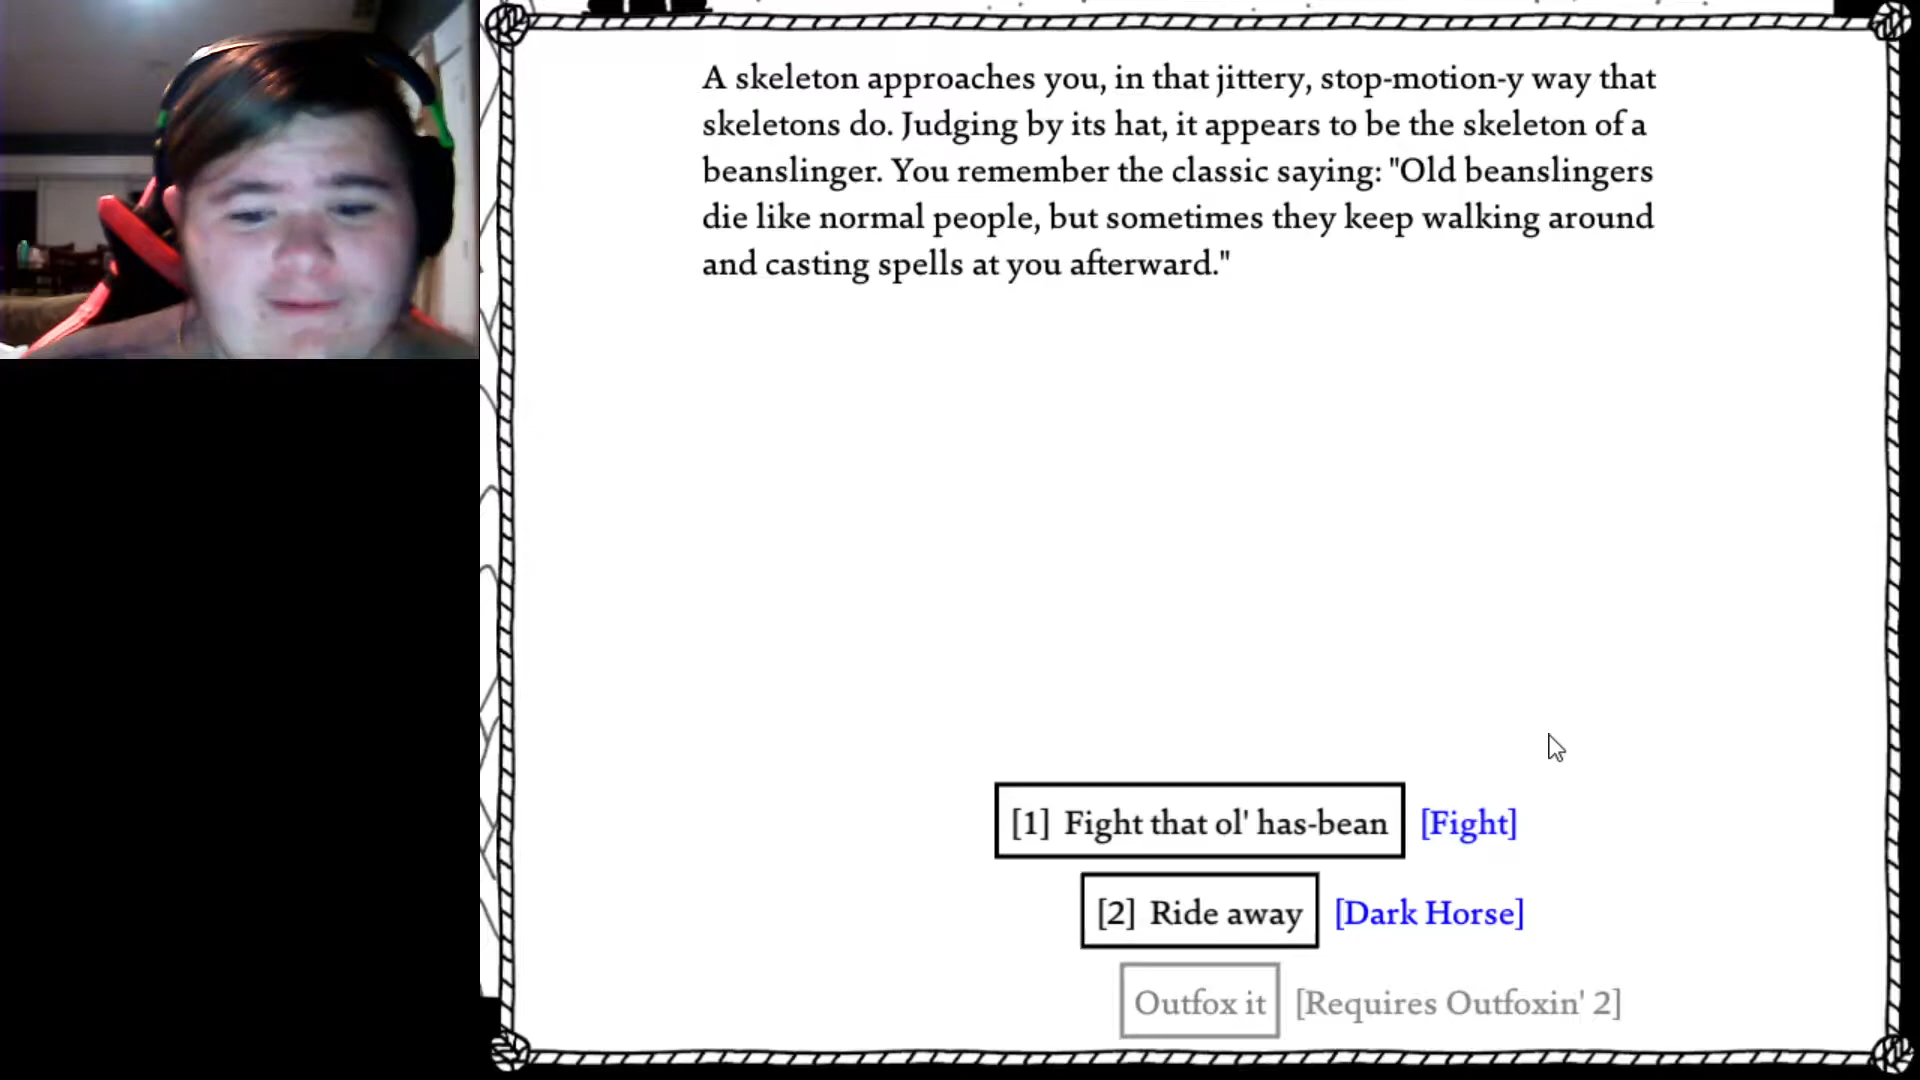 A skeleton approaches you, in that jittery, stop-motion-y way that
skeletons do. Judging by its hat, it appears to be the skeleton of a
beanslinger. You remember the classic saying: "Old beanslingers
die like normal people, but sometimes they keep walking around
and casting spells at you afterward."
[1] Fight that ol' has-bean [Fight]
[2] Ride away [Dark Horse]
Outfox it [Requires Outfoxin' 2]